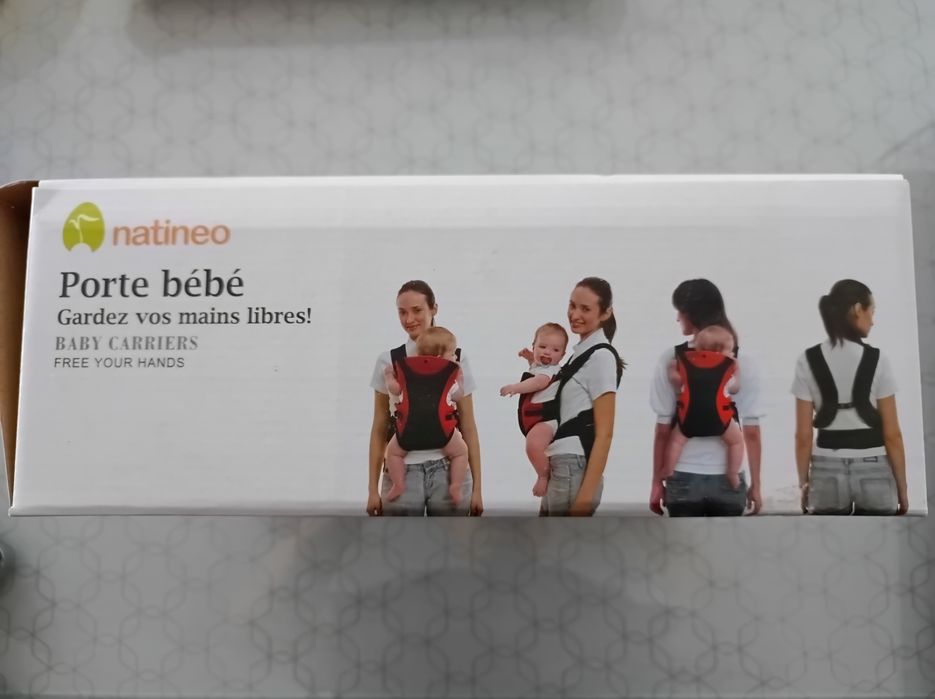 natineo
Porte bébé
Gardez vos mains libres!
BABY CARRIERS
FREE YOUR HANDS